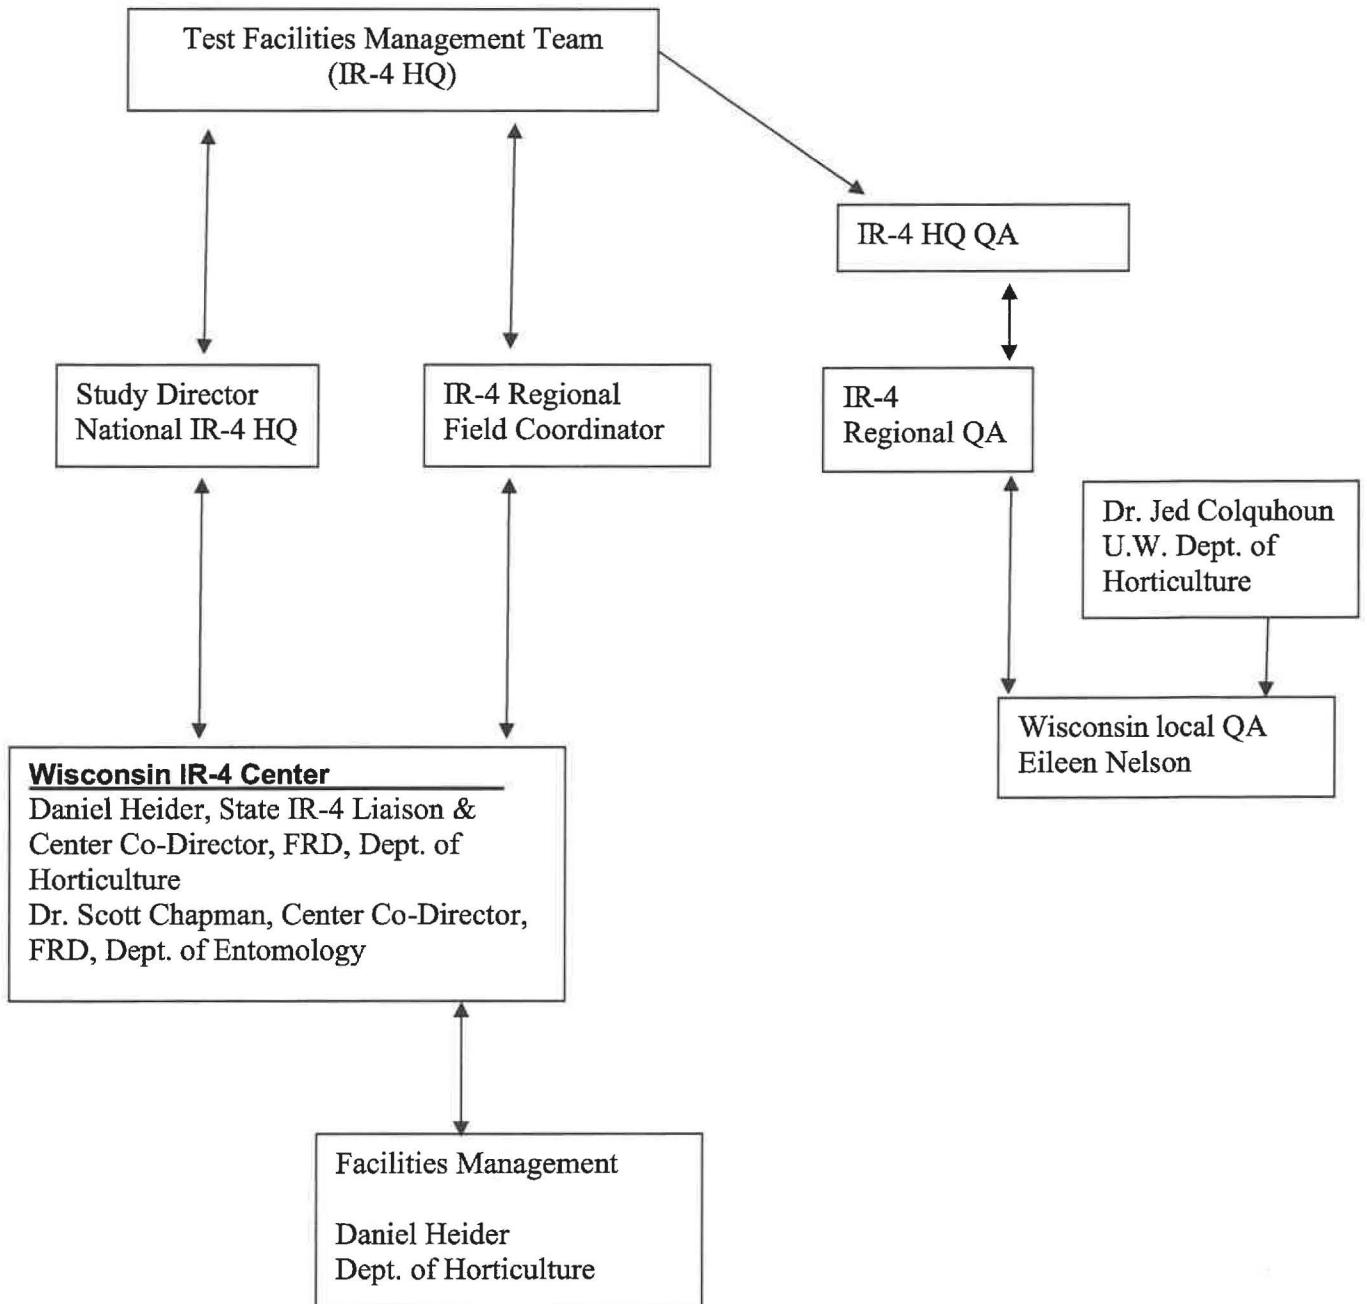 Test Facilities Management Team
(IR-4 HQ)
IR-4 HQ QA
Study Director
National IR-4 HQ
IR-4 Regional
Field Coordinator
IR-4
Regional QA
Dr. Jed Colquhoun
U.W. Dept. of
Horticulture
Wisconsin local QA
Eileen Nelson
Wisconsin IR-4 Center
Daniel Heider, State IR-4 Liaison &
Center Co-Director, FRD, Dept. of
Horticulture
Dr. Scott Chapman, Center Co-Director,
FRD, Dept. of Entomology
Facilities Management
Daniel Heider
Dept. of Horticulture